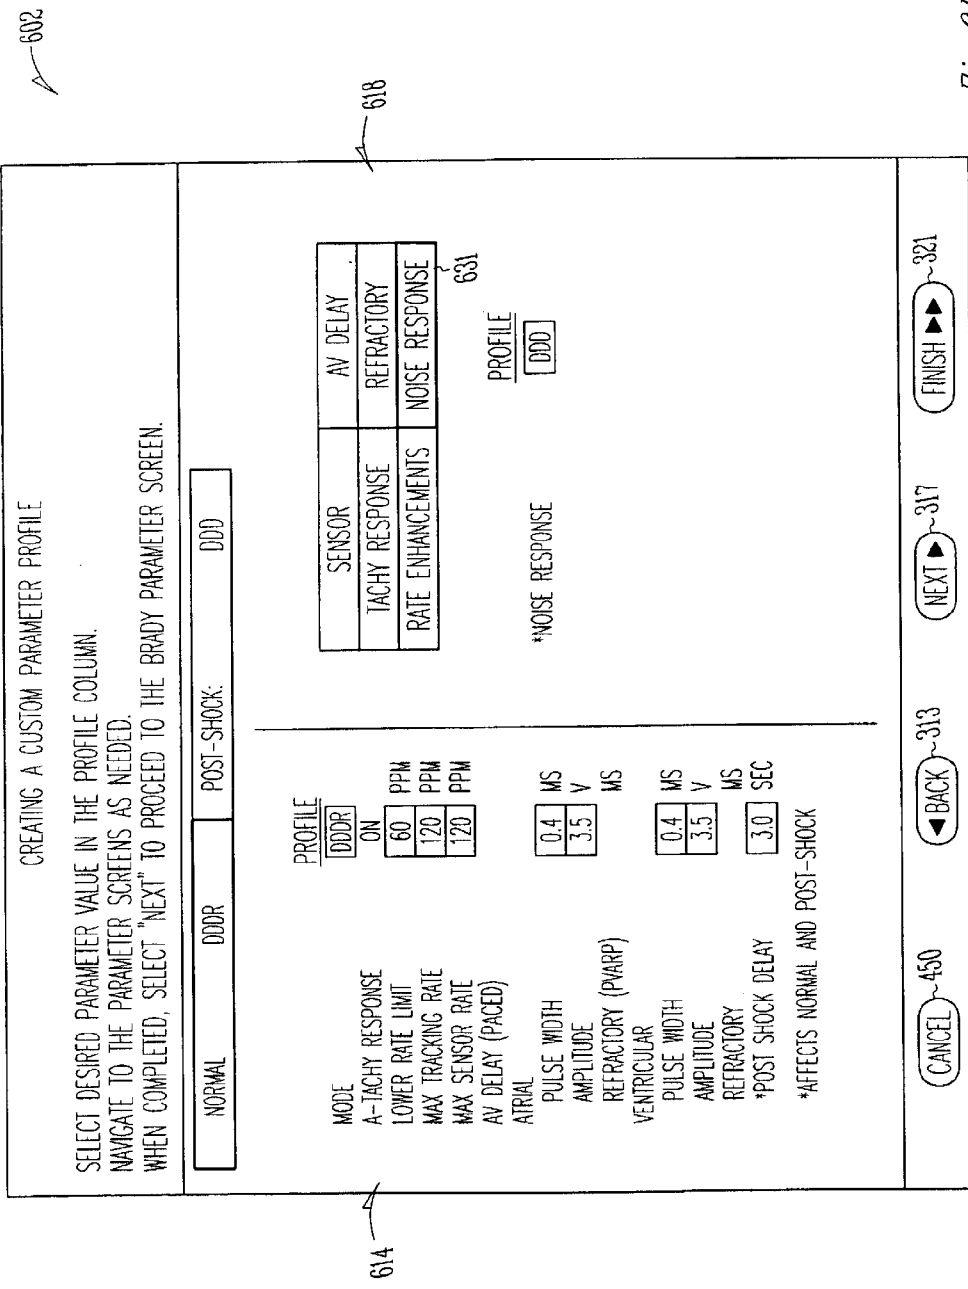 602
CREATING A CUSTOM PARAMETER PROFILE
SELECT DESIRED PARAMETER VALUE IN THE PROFILE COLUMN.
NAVIGATE TO THE PARAMETER SCREENS AS NEEDED.
WHEN COMPLETED, SELECT "NEXT" TO PROCEED TO THE BRADY PARAMETER SCREEN.
NORMAL DDDR POST-SHOCK: DDD
614
618
PROFILE
MODE DDDR
A-TACHY RESPONSE ON
LOWER RATE LIMIT 60 PPM
MAX TRACKING RATE 120 PPM
MAX SENSOR RATE 120 PPM
AV DELAY (PACED)
ATRIAL
PULSE WIDTH 0.4 MS
AMPLITUDE 3.5 V
REFRACTORY (PVARP) MS
VENTRICULAR
PULSE WIDTH 0.4 MS
AMPLITUDE 3.5 V
REFRACTORY MS
*POST SHOCK DELAY 3.0 SEC
*AFFECTS NORMAL AND POST-SHOCK
SENSOR AV DELAY
TACHY RESPONSE REFRACTORY
RATE ENHANCEMENTS NOISE RESPONSE
631
PROFILE
*NOISE RESPONSE DDD
CANCEL 450 ◄ BACK 313 NEXT ► 317 FINISH ►► 321